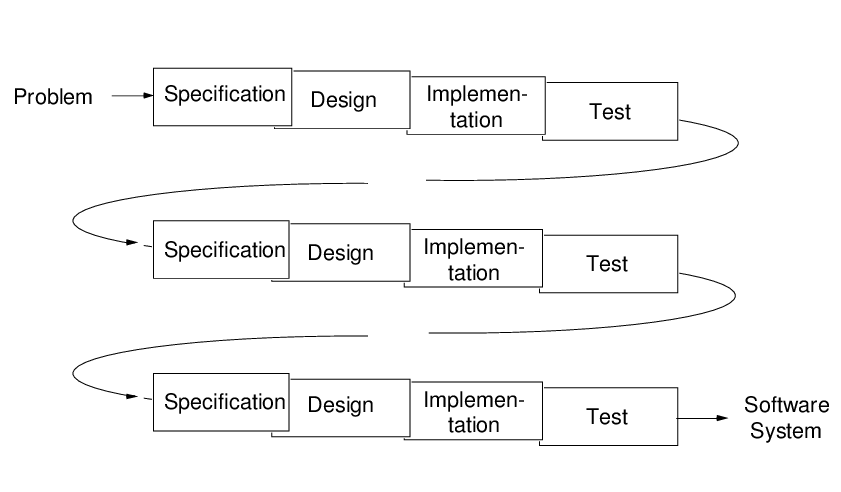 Problem
Specification
Design
Implemen-
tation
Test
Specification
Design
Implemen-
tation
Test
Specification
Design
Implemen-
tation
Test
Software
System